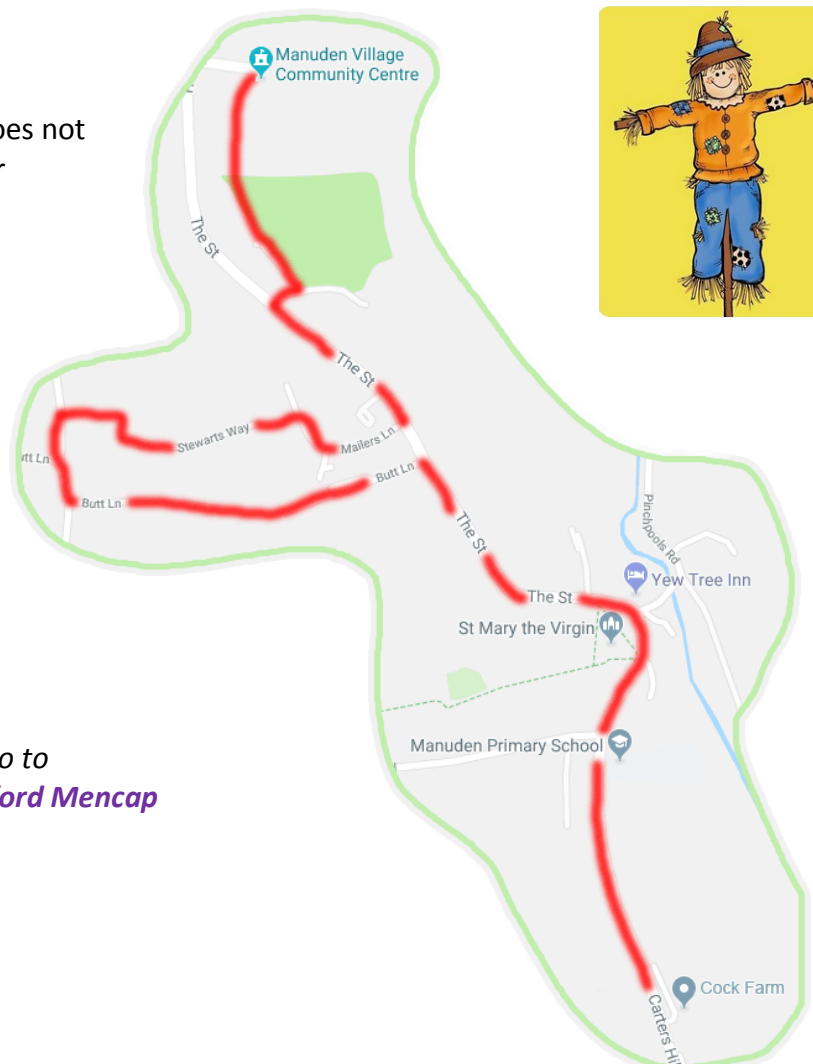 Manuden Village
Community Centre
oes not
r
The St
The St
Stewarts Way
Mailers Ln
tt Ln
Butt Ln
Butt Ln
The St
Pinchpools Rd
Yew Tree Inn
The St
St Mary the Virgin
Manuden Primary School
o to
ord Mencap
Cock Farm
Carters Hi